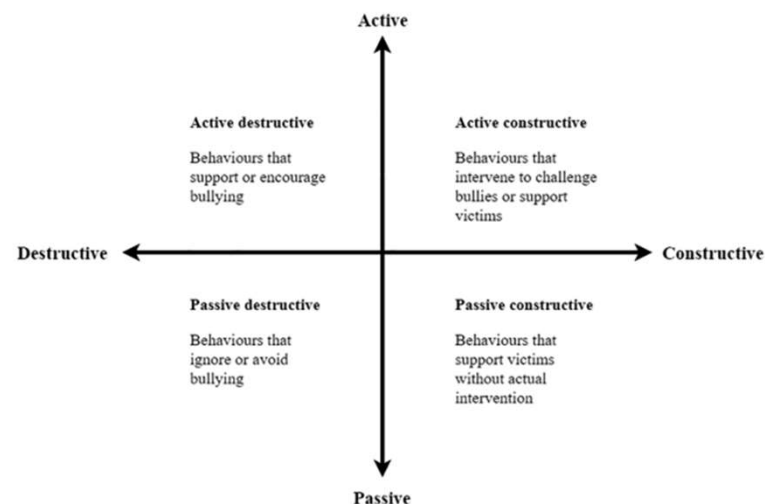 Active
Active destructive
Behaviours that
support or encourage
bullying
Active constructive
Behaviours that
intervene to challenge
bullies or support
victims
Destructive
Constructive
Passive destructive
Behaviours that
ignore or avoid
bullying
Passive constructive
Behaviours that
support victims
without actual
intervention
Passive